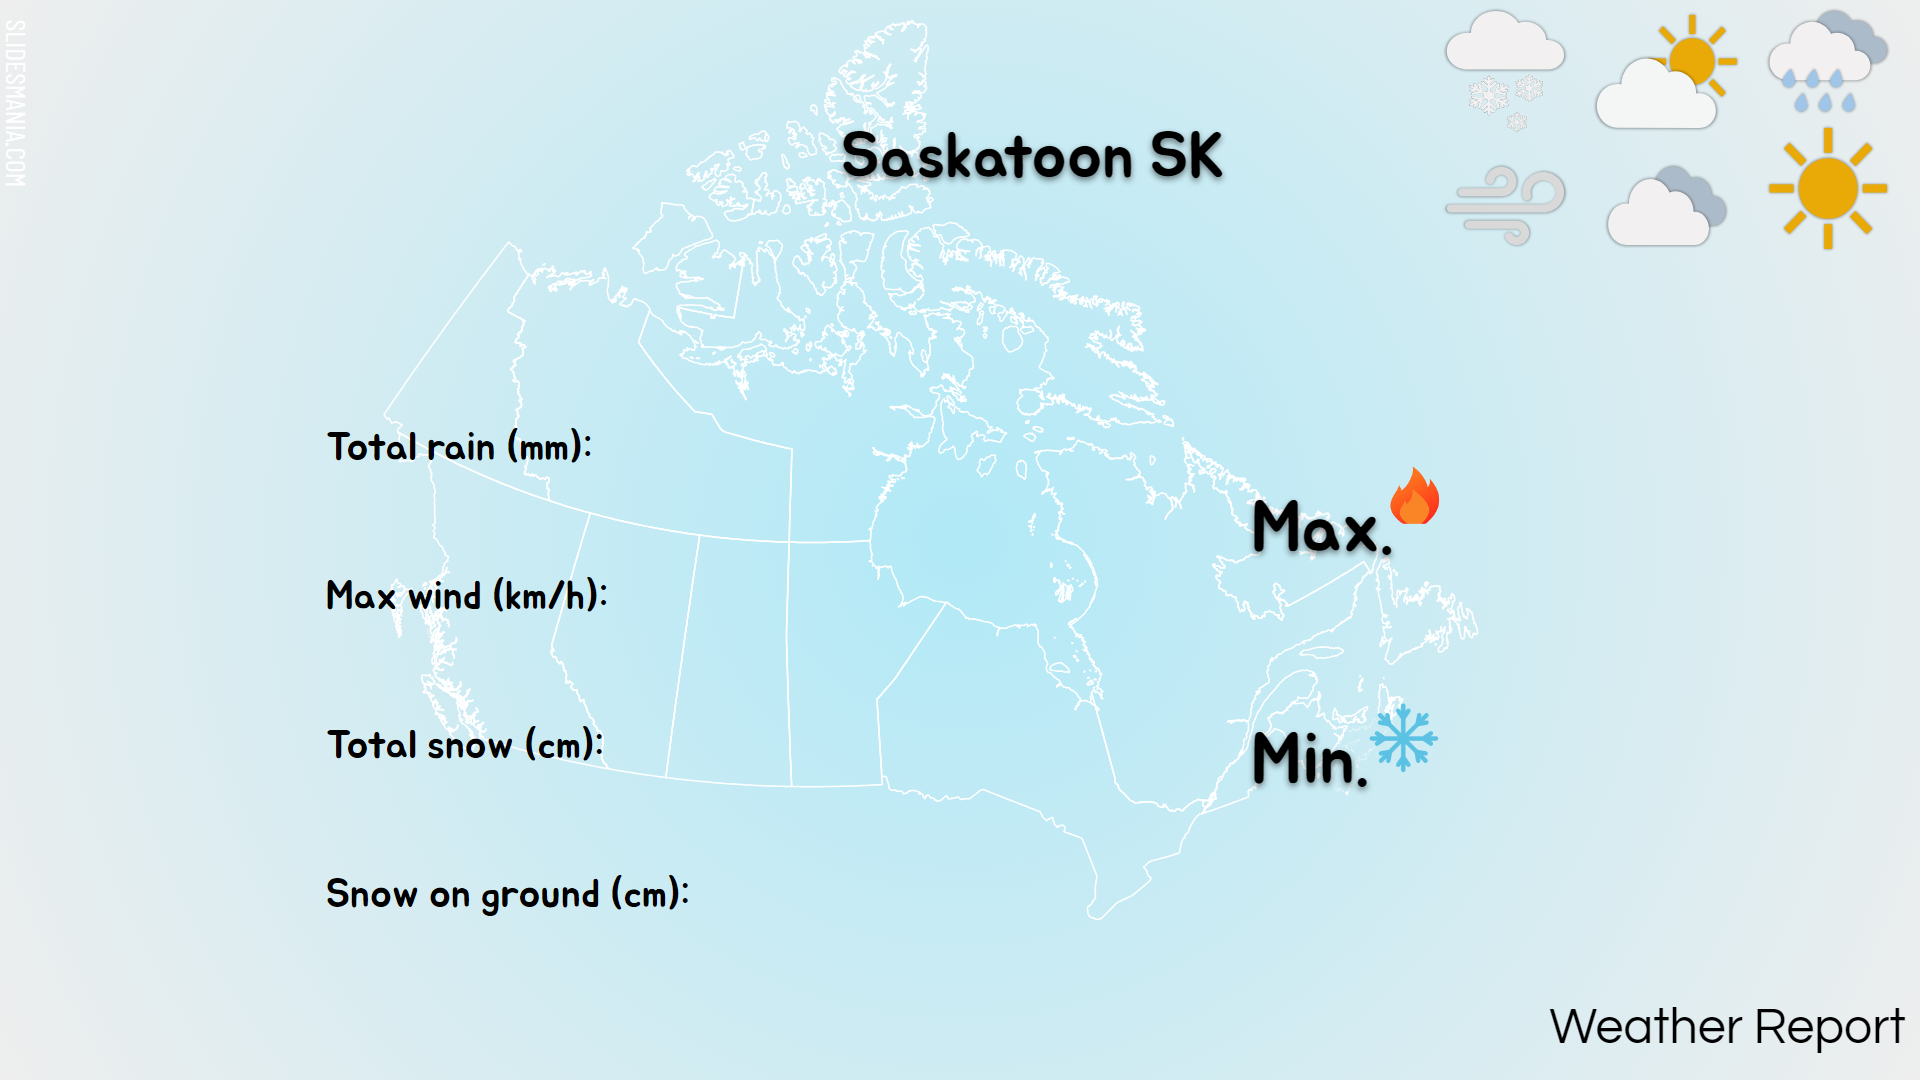 SLIDESMANIA.COM
Saskatoon SK
Total rain (mm):
Max.
Max wind (km/h):
Total snow (cm):
Min.
Snow on ground (cm):
Weather Report